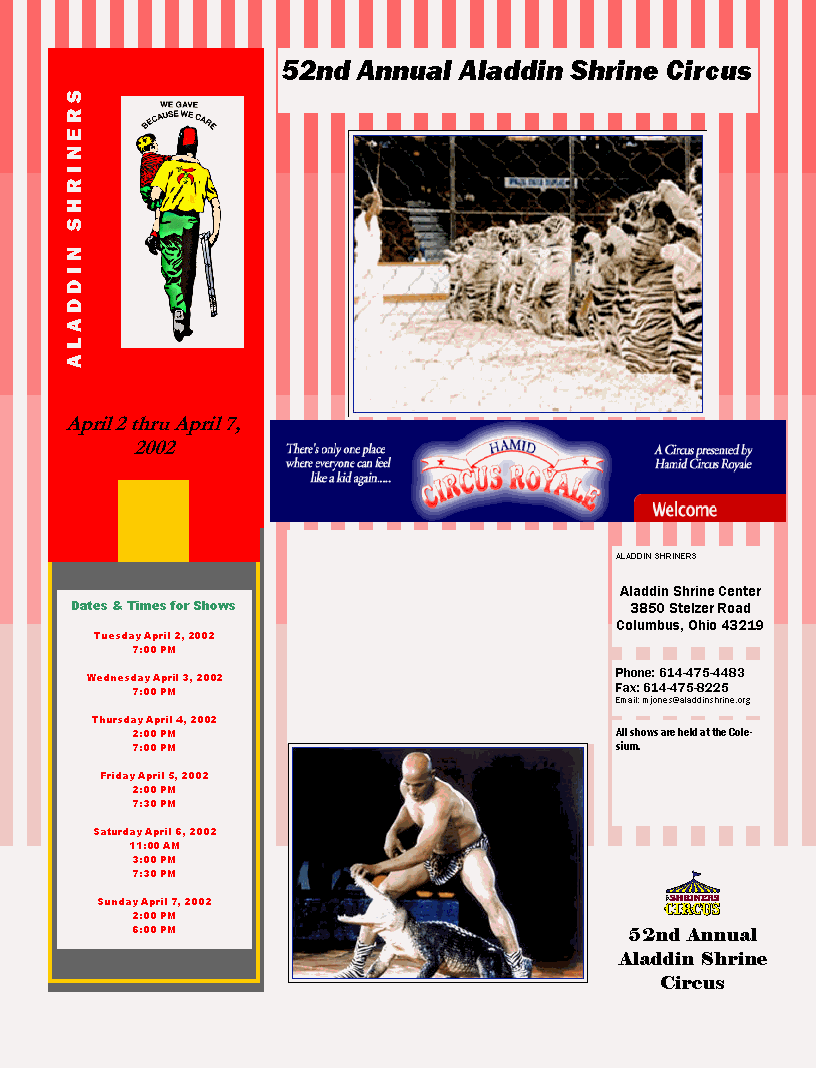 52nd Annual Aladdin Shrine Circus
ALADDIN SHRINERS
WE GAVE
BECAUSE WE CARE
April 2 thru April 7,
2002
There's only one place
where everyone can feel
like a kid again.....
HAMID
CIRCUS ROYALE
A Circus presented by
Hamid Circus Royale
Welcome
Dates & Times for Shows
Tuesday April 2, 2002
7:00 PM
Wednesday April 3, 2002
7:00 PM
Thursday April 4, 2002
2:00 PM
7:00 PM
Friday April 5, 2002
2:00 PM
7:30 PM
Saturday April 6, 2002
11:00 AM
3:00 PM
7:30 PM
Sunday April 7, 2002
2:00 PM
6:00 PM
ALADDIN SHRINERS
Aladdin Shrine Center
3850 Stelzer Road
Columbus, Ohio 43219
Phone: 614-475-4483
Fax: 614-475-8225
Email: mjones@aladdinshrine.org
All shows are held at the Cole-
sium.
SHRINERS
CIRCUS
52nd Annual
Aladdin Shrine
Circus